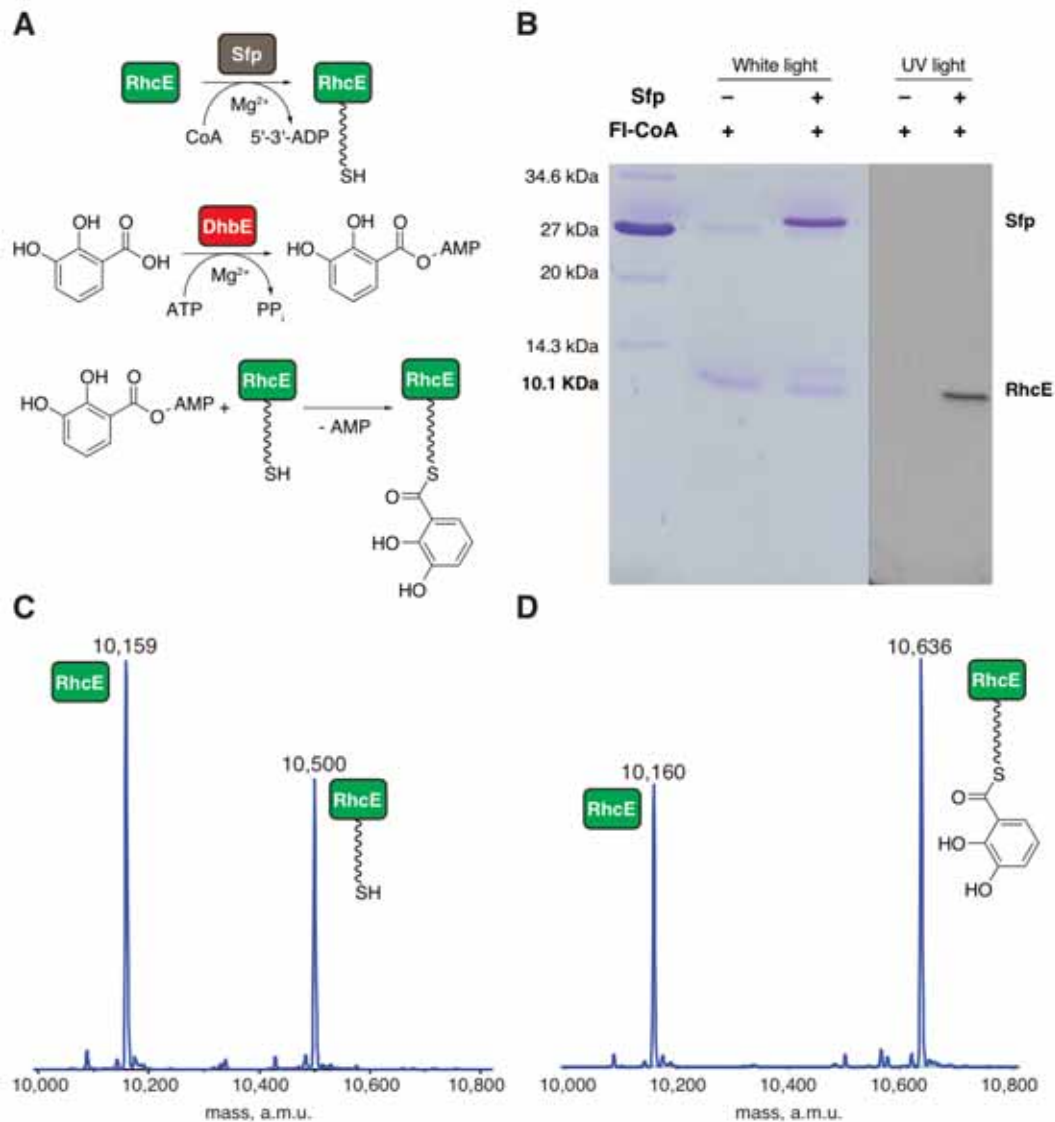 A
RhcE
Sfp
RhcE
Mg²⁺
CoA
5'-3'-ADP
SH
OH
O
HO
OH
DhbE
OH
O
HO
AMP
O
Mg²⁺
ATP
PPi
OH
O
HO
AMP
O
+
RhcE
SH
- AMP
RhcE
S
O
HO
HO
B
White light
UV light
Sfp
–
+
–
+
Fl-CoA
+
+
+
+
34.6 kDa
27 kDa
20 kDa
14.3 kDa
10.1 KDa
Sfp
RhcE
C
10,159
RhcE
10,500
RhcE
SH
10,000
10,200
10,400
10,600
10,800
mass, a.m.u.
D
10,636
RhcE
10,160
RhcE
S
O
HO
HO
10,000
10,200
10,400
10,600
10,800
mass, a.m.u.